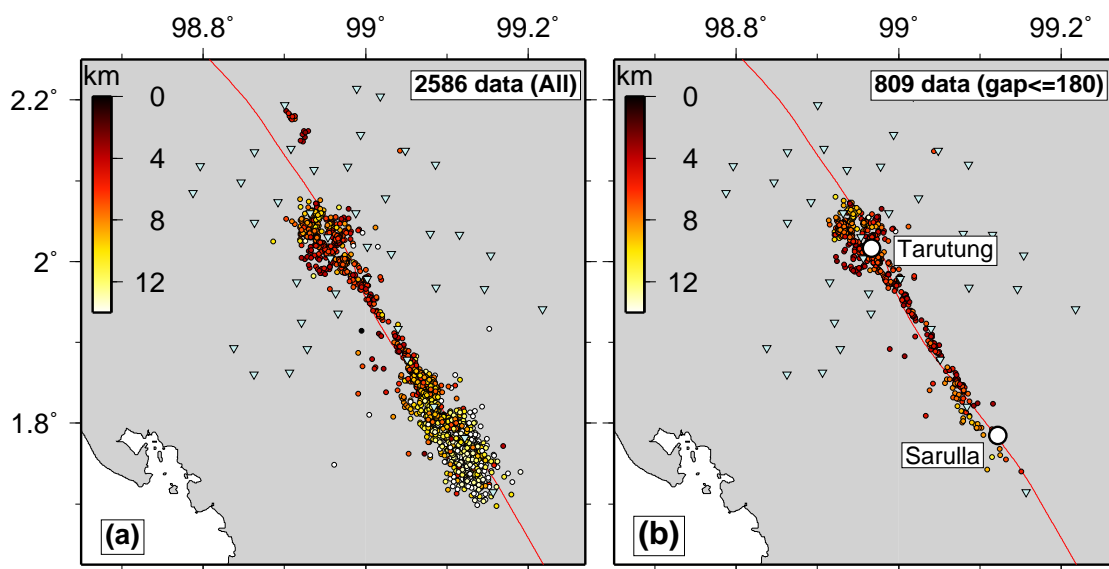 98.8˚ 99˚ 99.2˚ 98.8˚ 99˚ 99.2˚
km 2586 data (All) km 809 data (gap<=180)
2.2˚ 0 0
4 4
8 8
2˚ 12 Tarutung 12
1.8˚
Sarulla
(a) (b)